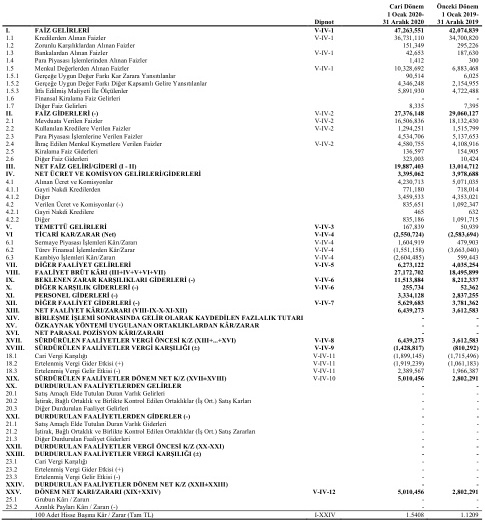 Cari Dönem Önceki Dönem
1 Ocak 2020- 1 Ocak 2019-
Dipnot 31 Aralık 2020 31 Aralık 2019
I. FAİZ GELİRLERİ V-IV-1 47,263,551 42,074,839
1.1 Kredilerden Alınan Faizler V-IV-1 36,731,110 34,700,820
1.2 Zorunlu Karşılıklardan Alınan Faizler 151,349 295,226
1.3 Bankalardan Alınan Faizler V-IV-1 42,653 187,630
1.4 Para Piyasası İşlemlerinden Alınan Faizler 1,412 300
1.5 Menkul Değerlerden Alınan Faizler V-IV-1 10,328,692 6,883,468
1.5.1 Gerçeğe Uygun Değer Farkı Kar Zarara Yansıtılanlar 90,514 6,025
1.5.2 Gerçeğe Uygun Değer Farkı Diğer Kapsamlı Gelire Yansıtılanlar 4,346,248 2,154,955
1.5.3 İtfa Edilmiş Maliyeti İle Ölçülenler 5,891,930 4,722,488
1.6 Finansal Kiralama Faiz Gelirleri - -
1.7 Diğer Faiz Gelirleri 8,335 7,395
II. FAİZ GİDERLERİ (-) V-IV-2 27,376,148 29,060,127
2.1 Mevduata Verilen Faizler V-IV-2 16,506,836 18,132,430
2.2 Kullanılan Kredilere Verilen Faizler V-IV-2 1,294,251 1,515,799
2.3 Para Piyasası İşlemlerine Verilen Faizler 4,534,706 5,137,653
2.4 İhraç Edilen Menkul Kıymetlere Verilen Faizler V-IV-2 4,580,755 4,108,916
2.5 Kiralama Faiz Giderleri 136,597 154,905
2.6 Diğer Faiz Giderleri 323,003 10,424
III. NET FAİZ GELİRİ/GİDERİ (I - II) 19,887,403 13,014,712
IV. NET ÜCRET VE KOMİSYON GELİRLERİ/GİDERLERİ 3,395,062 3,978,688
4.1 Alınan Ücret ve Komisyonlar 4,230,713 5,071,035
4.1.1 Gayri Nakdi Kredilerden 771,180 718,014
4.1.2 Diğer 3,459,533 4,353,021
4.2 Verilen Ücret ve Komisyonlar (-) 835,651 1,092,347
4.2.1 Gayri Nakdi Kredilere 465 632
4.2.2 Diğer 835,186 1,091,715
V. TEMETTÜ GELİRLERİ V-IV-3 167,839 50,939
VI TİCARİ KAR/ZARAR (Net) V-IV-4 (2,550,724) (2,583,694)
6.1 Sermaye Piyasası İşlemleri Kârı/Zararı 1,604,919 479,903
6.2 Türev Finansal İşlemlerden Kâr/Zarar V-IV-4 (1,551,158) (3,663,040)
6.3 Kambiyo İşlemleri Kârı/Zararı V-IV-4 (2,604,485) 599,443
VII. DİĞER FAALİYET GELİRLERİ V-IV-5 6,273,122 4,035,254
VIII. FAALİYET BRÜT KÂRI (III+IV+V+VI+VII) 27,172,702 18,495,899
IX. BEKLENEN ZARAR KARŞILIKLARI GİDERLERİ (-) V-IV-6 11,513,884 8,212,337
X. DİĞER KARŞILIK GİDERLERİ (-) V-IV-6 255,734 52,362
XI. PERSONEL GİDERLERİ (-) 3,334,128 2,837,255
XII. DİĞER FAALİYET GİDERLERİ (-) V-IV-7 5,629,683 3,781,362
XIII. NET FAALİYET KÂRI/ZARARI (VIII-IX-X-XI-XII) 6,439,273 3,612,583
XIV. BİRLEŞME İŞLEMİ SONRASINDA GELİR OLARAK KAYDEDİLEN FAZLALIK TUTARI - -
XV. ÖZKAYNAK YÖNTEMİ UYGULANAN ORTAKLIKLARDAN KÂR/ZARAR - -
XVI. NET PARASAL POZİSYON KÂRI/ZARARI - -
XVII. SÜRDÜRÜLEN FAALİYETLER VERGİ ÖNCESİ K/Z (XIII+...+XVI) V-IV-8 6,439,273 3,612,583
XVIII. SÜRDÜRÜLEN FAALİYETLER VERGİ KARŞILIĞI (±) V-IV-9 (1,428,817) (810,292)
18.1 Cari Vergi Karşılığı V-IV-11 (1,899,145) (1,715,496)
18.2 Ertelenmiş Vergi Gider Etkisi (+) V-IV-11 (1,919,239) (1,061,183)
18.3 Ertelenmiş Vergi Gelir Etkisi (-) V-IV-11 2,389,567 1,966,387
XIX. SÜRDÜRÜLEN FAALİYETLER DÖNEM NET K/Z (XVII±XVIII) V-IV-10 5,010,456 2,802,291
XX. DURDURULAN FAALİYETLERDEN GELİRLER - -
20.1 Satış Amaçlı Elde Tutulan Duran Varlık Gelirleri - -
20.2 İştirak, Bağlı Ortaklık ve Birlikte Kontrol Edilen Ortaklıklar (İş Ort.) Satış Karları - -
20.3 Diğer Durdurulan Faaliyet Gelirleri - -
XXI. DURDURULAN FAALİYETLERDEN GİDERLER (-) - -
21.1 Satış Amaçlı Elde Tutulan Duran Varlık Giderleri - -
21.2 İştirak, Bağlı Ortaklık ve Birlikte Kontrol Edilen Ortaklıklar (İş Ort.) Satış Zararları - -
21.3 Diğer Durdurulan Faaliyet Giderleri - -
XXII. DURDURULAN FAALİYETLER VERGİ ÖNCESİ K/Z (XX-XXI) - -
XXIII. DURDURULAN FAALİYETLER VERGİ KARŞILIĞI (±) - -
23.1 Cari Vergi Karşılığı - -
23.2 Ertelenmiş Vergi Gider Etkisi (+) - -
23.3 Ertelenmiş Vergi Gelir Etkisi (-) - -
XXIV. DURDURULAN FAALİYETLER DÖNEM NET K/Z (XXII±XXIII) - -
XXV. DÖNEM NET KARI/ZARARI (XIX+XXIV) V-IV-12 5,010,456 2,802,291
25.1 Grubun Kârı / Zararı - -
25.2 Azınlık Payları Kârı / Zararı (-) - -
100 Adet Hisse Başına Kâr / Zarar (Tam TL) I-XXIV 1.5408 1.1209